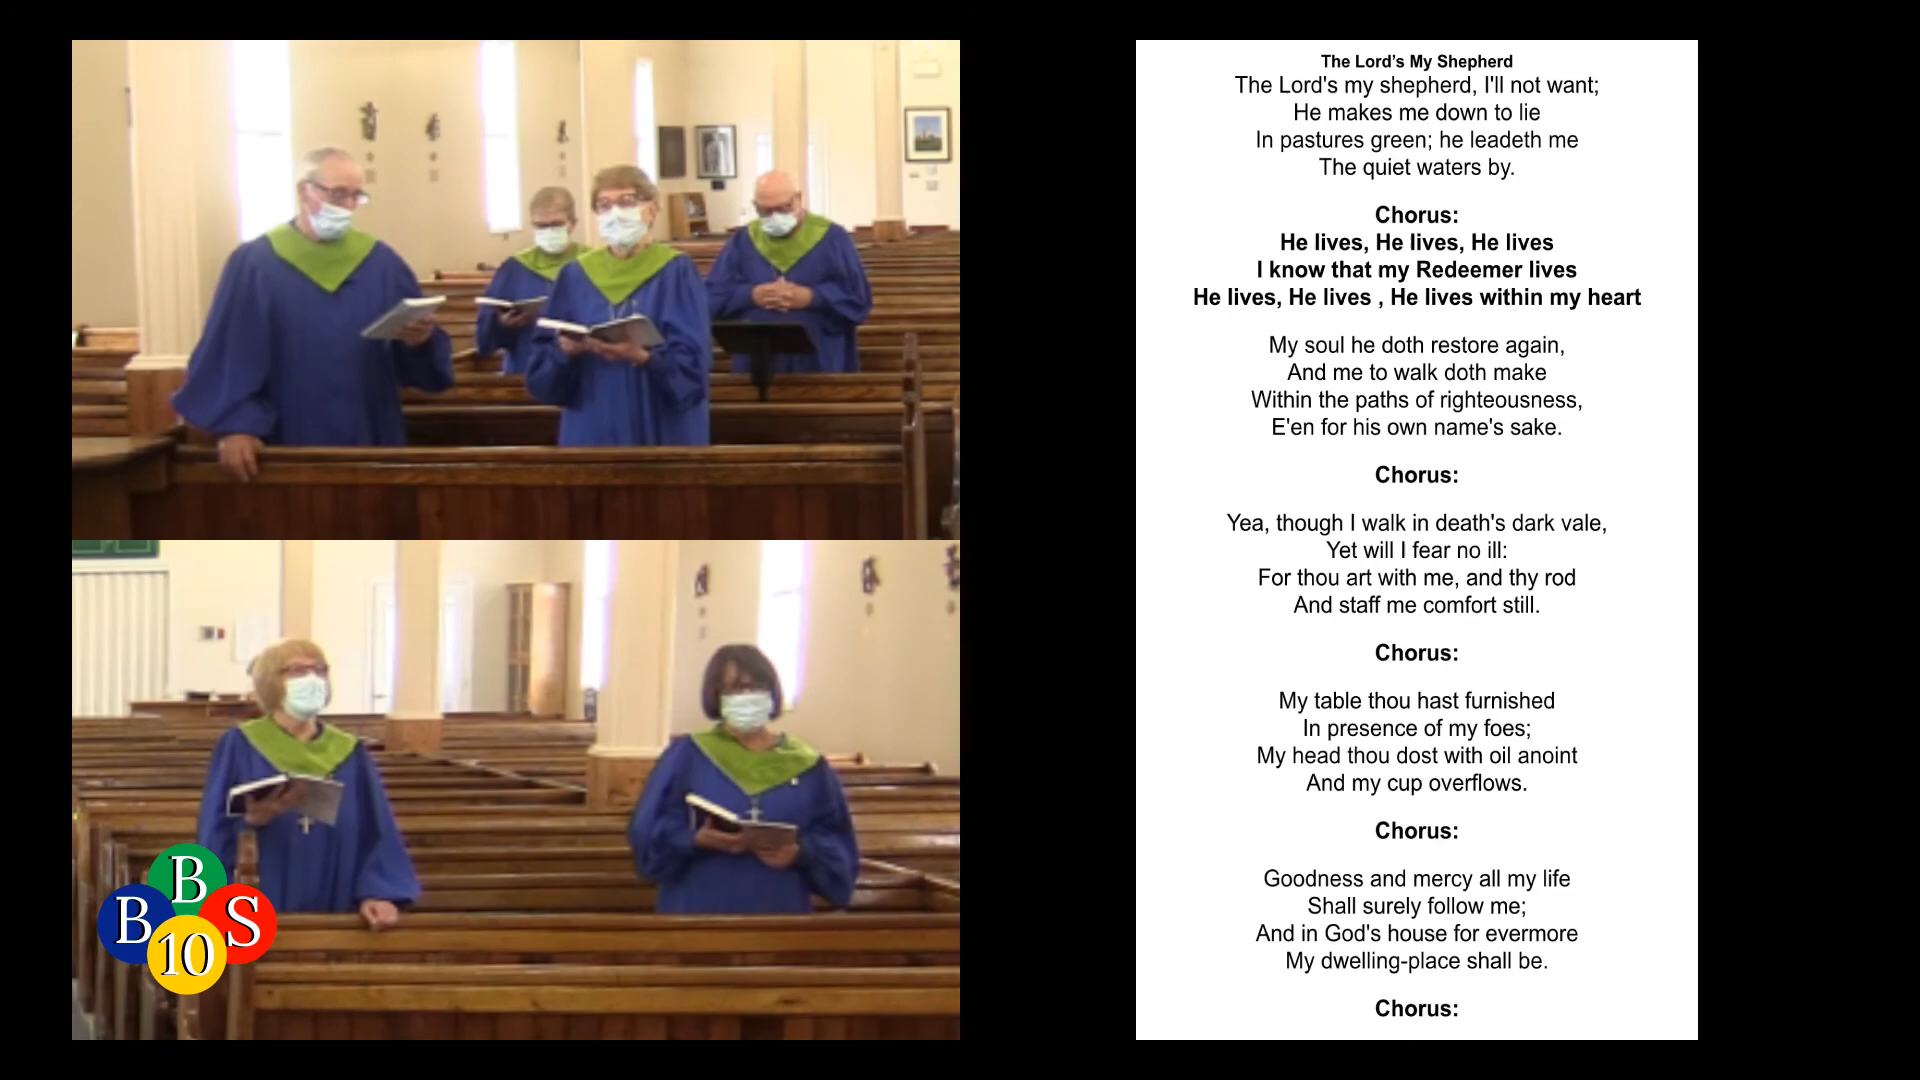 The Lord’s My Shepherd
The Lord's my shepherd, I'll not want;
He makes me down to lie
In pastures green; he leadeth me
The quiet waters by.
Chorus:
He lives, He lives, He lives
I know that my Redeemer lives
He lives, He lives , He lives within my heart
My soul he doth restore again,
And me to walk doth make
Within the paths of righteousness,
E'en for his own name's sake.
Chorus:
Yea, though I walk in death's dark vale,
Yet will I fear no ill:
For thou art with me, and thy rod
And staff me comfort still.
Chorus:
My table thou hast furnished
In presence of my foes;
My head thou dost with oil anoint
And my cup overflows.
Chorus:
Goodness and mercy all my life
Shall surely follow me;
And in God's house for evermore
My dwelling-place shall be.
Chorus:
B
B S
10